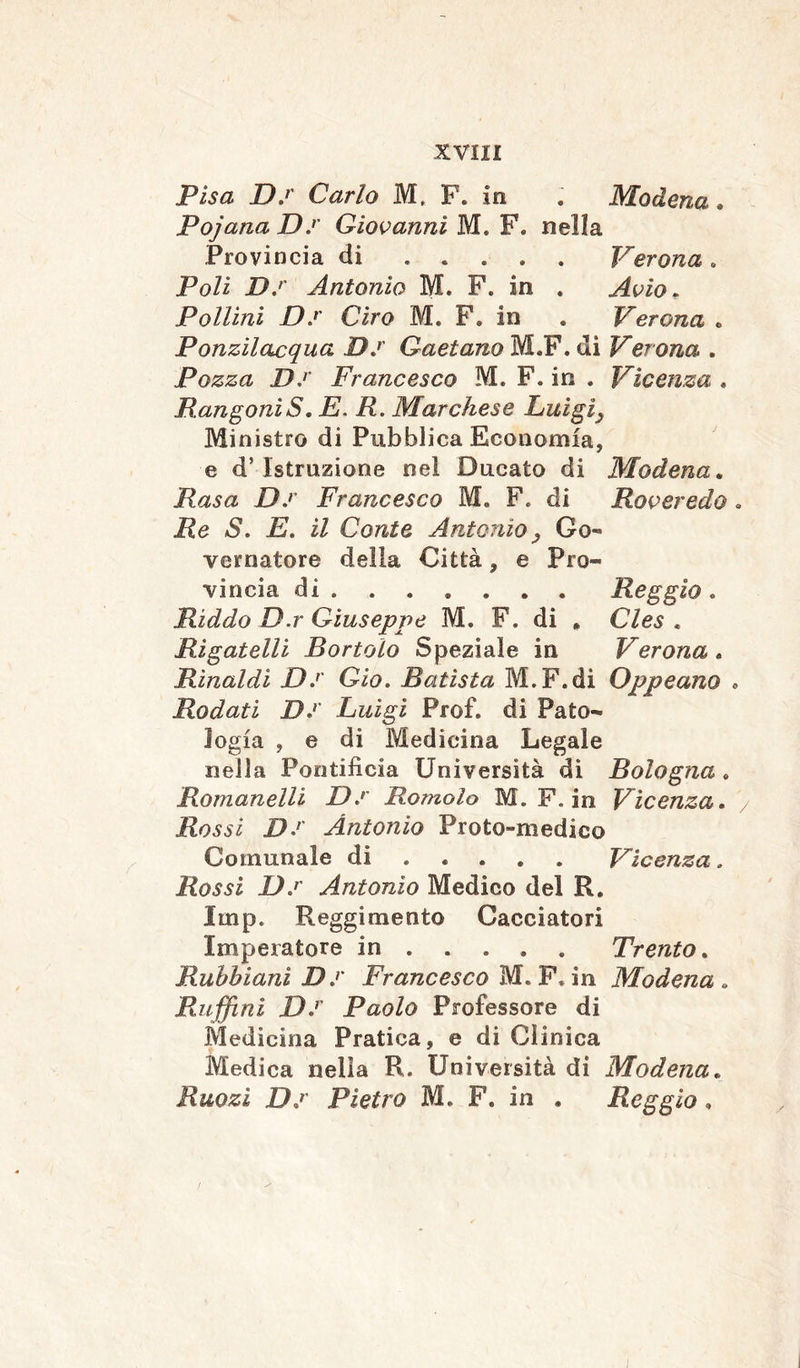 XVIII
Pisa D.r Carlo M. F. in . Modena.
Pojana D.r Giovanni M. F. nella
Provincia di . . . . . Verona.
Poli D.r Antonio M. F. in . Avio.
Pollini D.r Ciro M. F. in . Verona.
Ponzilacqua D.r Gaetano M.F. di Verona.
Pozza D.r Francesco M. F. in . Vicenza.
Rangoni S. E. R. Marchese Luigi,
Ministro di Pubblica Economía,
e d' Istruzione nel Ducato di Modena.
Rasa D.r Francesco M. F. di Roveredo.
Re S. E. il Conte Antonio, Go-
vernatore della Città, e Pro-
vincia di . . . . . . . Reggio.
Riddo D.r Giuseppe M. F. di . Cles.
Rigatelli Bortolo Speziale in Verona.
Rinaldi D.r Gio. Batista M.F. di Oppeano.
Rodati D.r Luigi Prof. di Pato-
logía, e di Medicina Legale
nella Pontificia Università di Bologna.
Romanelli D.r Romolo M. F. in Vicenza.
Rossi D.r Antonio Proto-medico
Comunale di . . . . . Vicenza.
Rossi D.r Antonio Medico del R.
Imp. Reggimento Cacciatori
Imperatore in . . . . . Trento.
Rubbiani D.r Francesco M. F. in Modena.
Ruffini D.r Paolo Professore di
Medicina Pratica, e di Clinica
Medica nella R. Università di Modena.
Ruozi D.r Pietro M. F. in . Reggio,